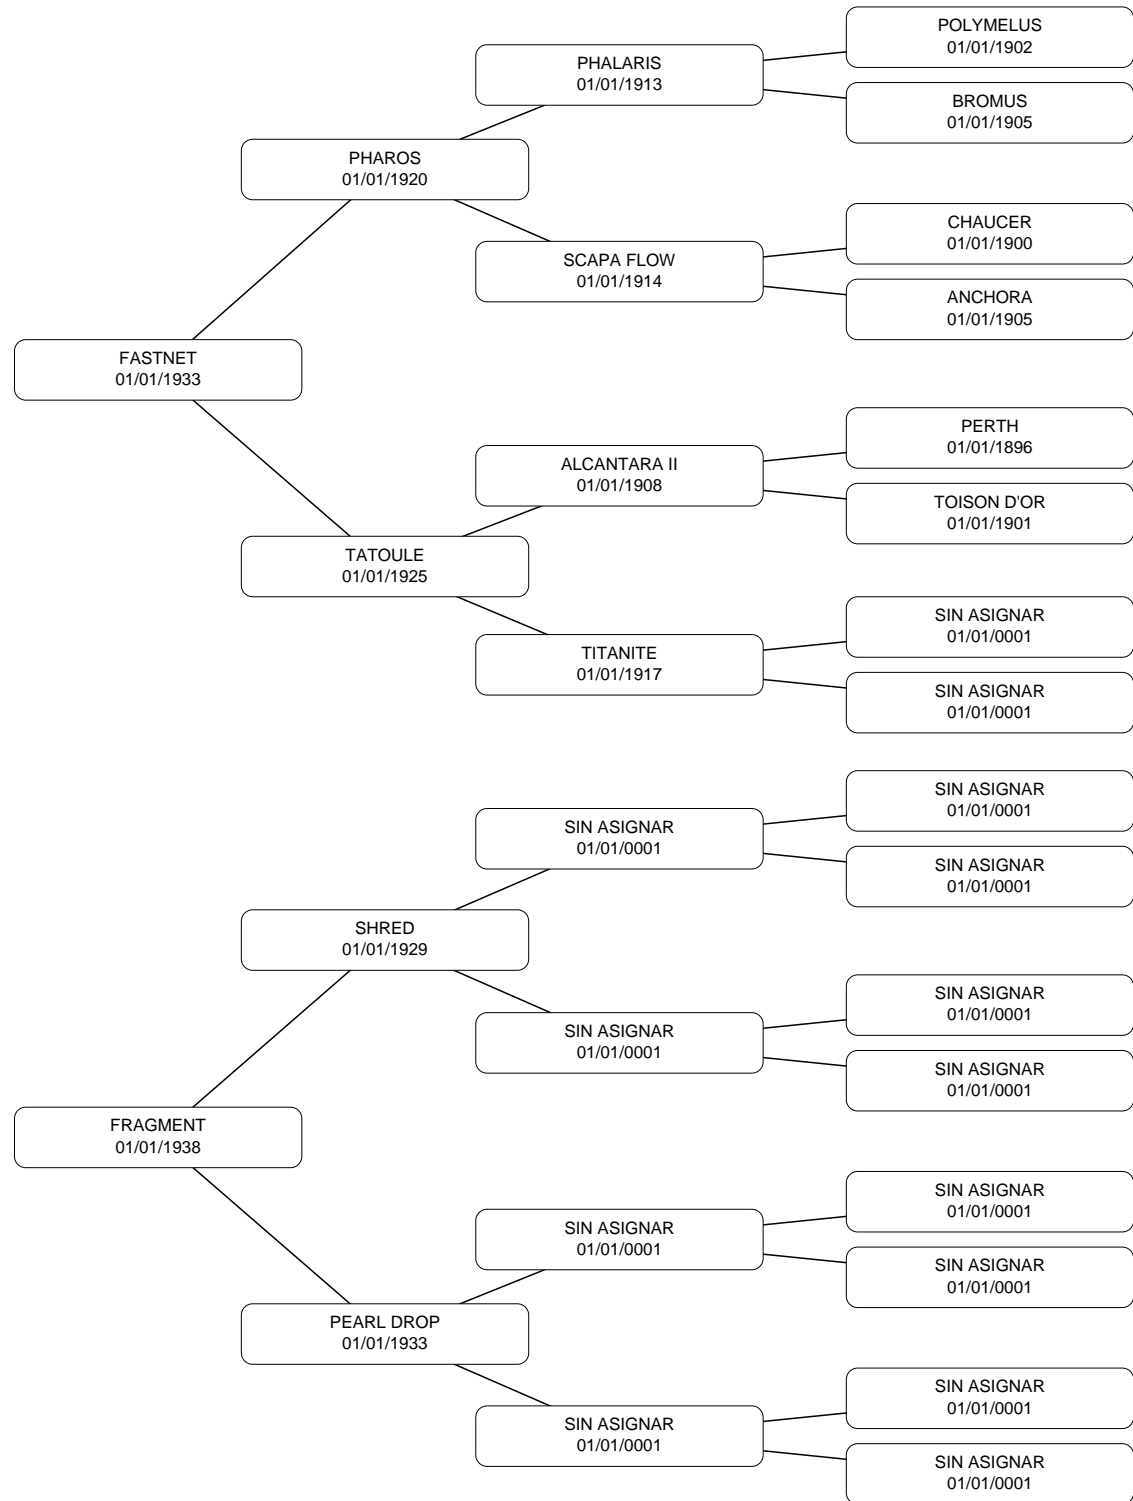 POLYMELUS
01/01/1902
PHALARIS
01/01/1913
BROMUS
01/01/1905
PHAROS
01/01/1920
CHAUCER
01/01/1900
SCAPA FLOW
01/01/1914
ANCHORA
01/01/1905
FASTNET
01/01/1933
PERTH
01/01/1896
ALCANTARA II
01/01/1908
TOISON D'OR
01/01/1901
TATOULE
01/01/1925
SIN ASIGNAR
01/01/0001
TITANITE
01/01/1917
SIN ASIGNAR
01/01/0001
SIN ASIGNAR
01/01/0001
SIN ASIGNAR
01/01/0001
SIN ASIGNAR
01/01/0001
SHRED
01/01/1929
SIN ASIGNAR
01/01/0001
SIN ASIGNAR
01/01/0001
SIN ASIGNAR
01/01/0001
FRAGMENT
01/01/1938
SIN ASIGNAR
01/01/0001
SIN ASIGNAR
01/01/0001
SIN ASIGNAR
01/01/0001
PEARL DROP
01/01/1933
SIN ASIGNAR
01/01/0001
SIN ASIGNAR
01/01/0001
SIN ASIGNAR
01/01/0001